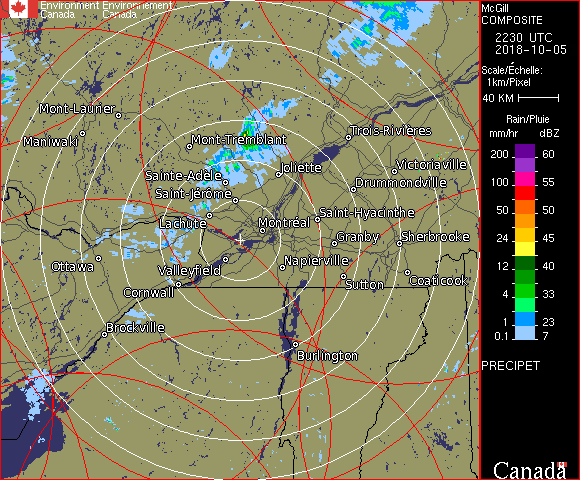 Environment Environnement
Canada Canada
McGill
COMPOSITE
2230 UTC
2018-10-05
Scale/Échelle:
1km/Pixel
40 KM
Rain/Pluie
mm/hr dBZ
200 60
150 57
100 55
50 50
24 45
12 40
4 33
1 23
0.1 7
PRECIPET
Canada
Mont-Laurier
Maniwaki
Mont-Tremblant
Trois-Rivières
Sainte-Adèle
Joliette
Victoriaville
Saint-Jérôme
Drummondville
Lachute
Montréal
Saint-Hyacinthe
Granby
Sherbrooke
Ottawa
Valleyfield
Napierville
Cornwall
Sutton
Coaticook
Brockville
Burlington